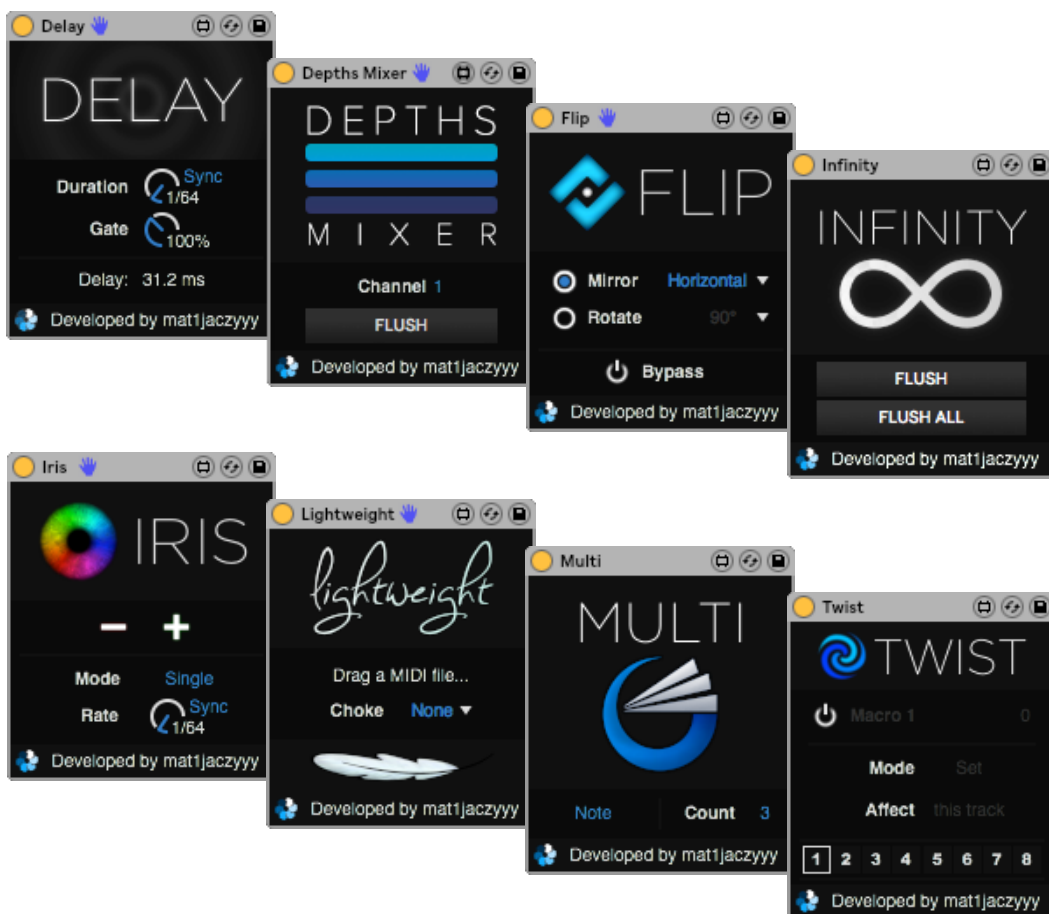 Delay
DELAY
Duration Sync
1/64
Gate
100%
Delay: 31.2 ms
Developed by mat1jaczyyy
Depths Mixer
DEPTHS
MIXER
Channel 1
FLUSH
Developed by mat1jaczyyy
Flip
FLIP
Mirror Horizontal
Rotate 90°
Bypass
Developed by mat1jaczyyy
Infinity
INFINITY
FLUSH
FLUSH ALL
Developed by mat1jaczyyy
Iris
IRIS
Mode Single
Rate Sync
1/64
Developed by mat1jaczyyy
Lightweight
lightweight
Drag a MIDI file...
Choke None
Developed by mat1jaczyyy
Multi
MULTI
Note Count 3
Developed by mat1jaczyyy
Twist
TWIST
Macro 1 0
Mode Set
Affect this track
1 2 3 4 5 6 7 8
Developed by mat1jaczyyy